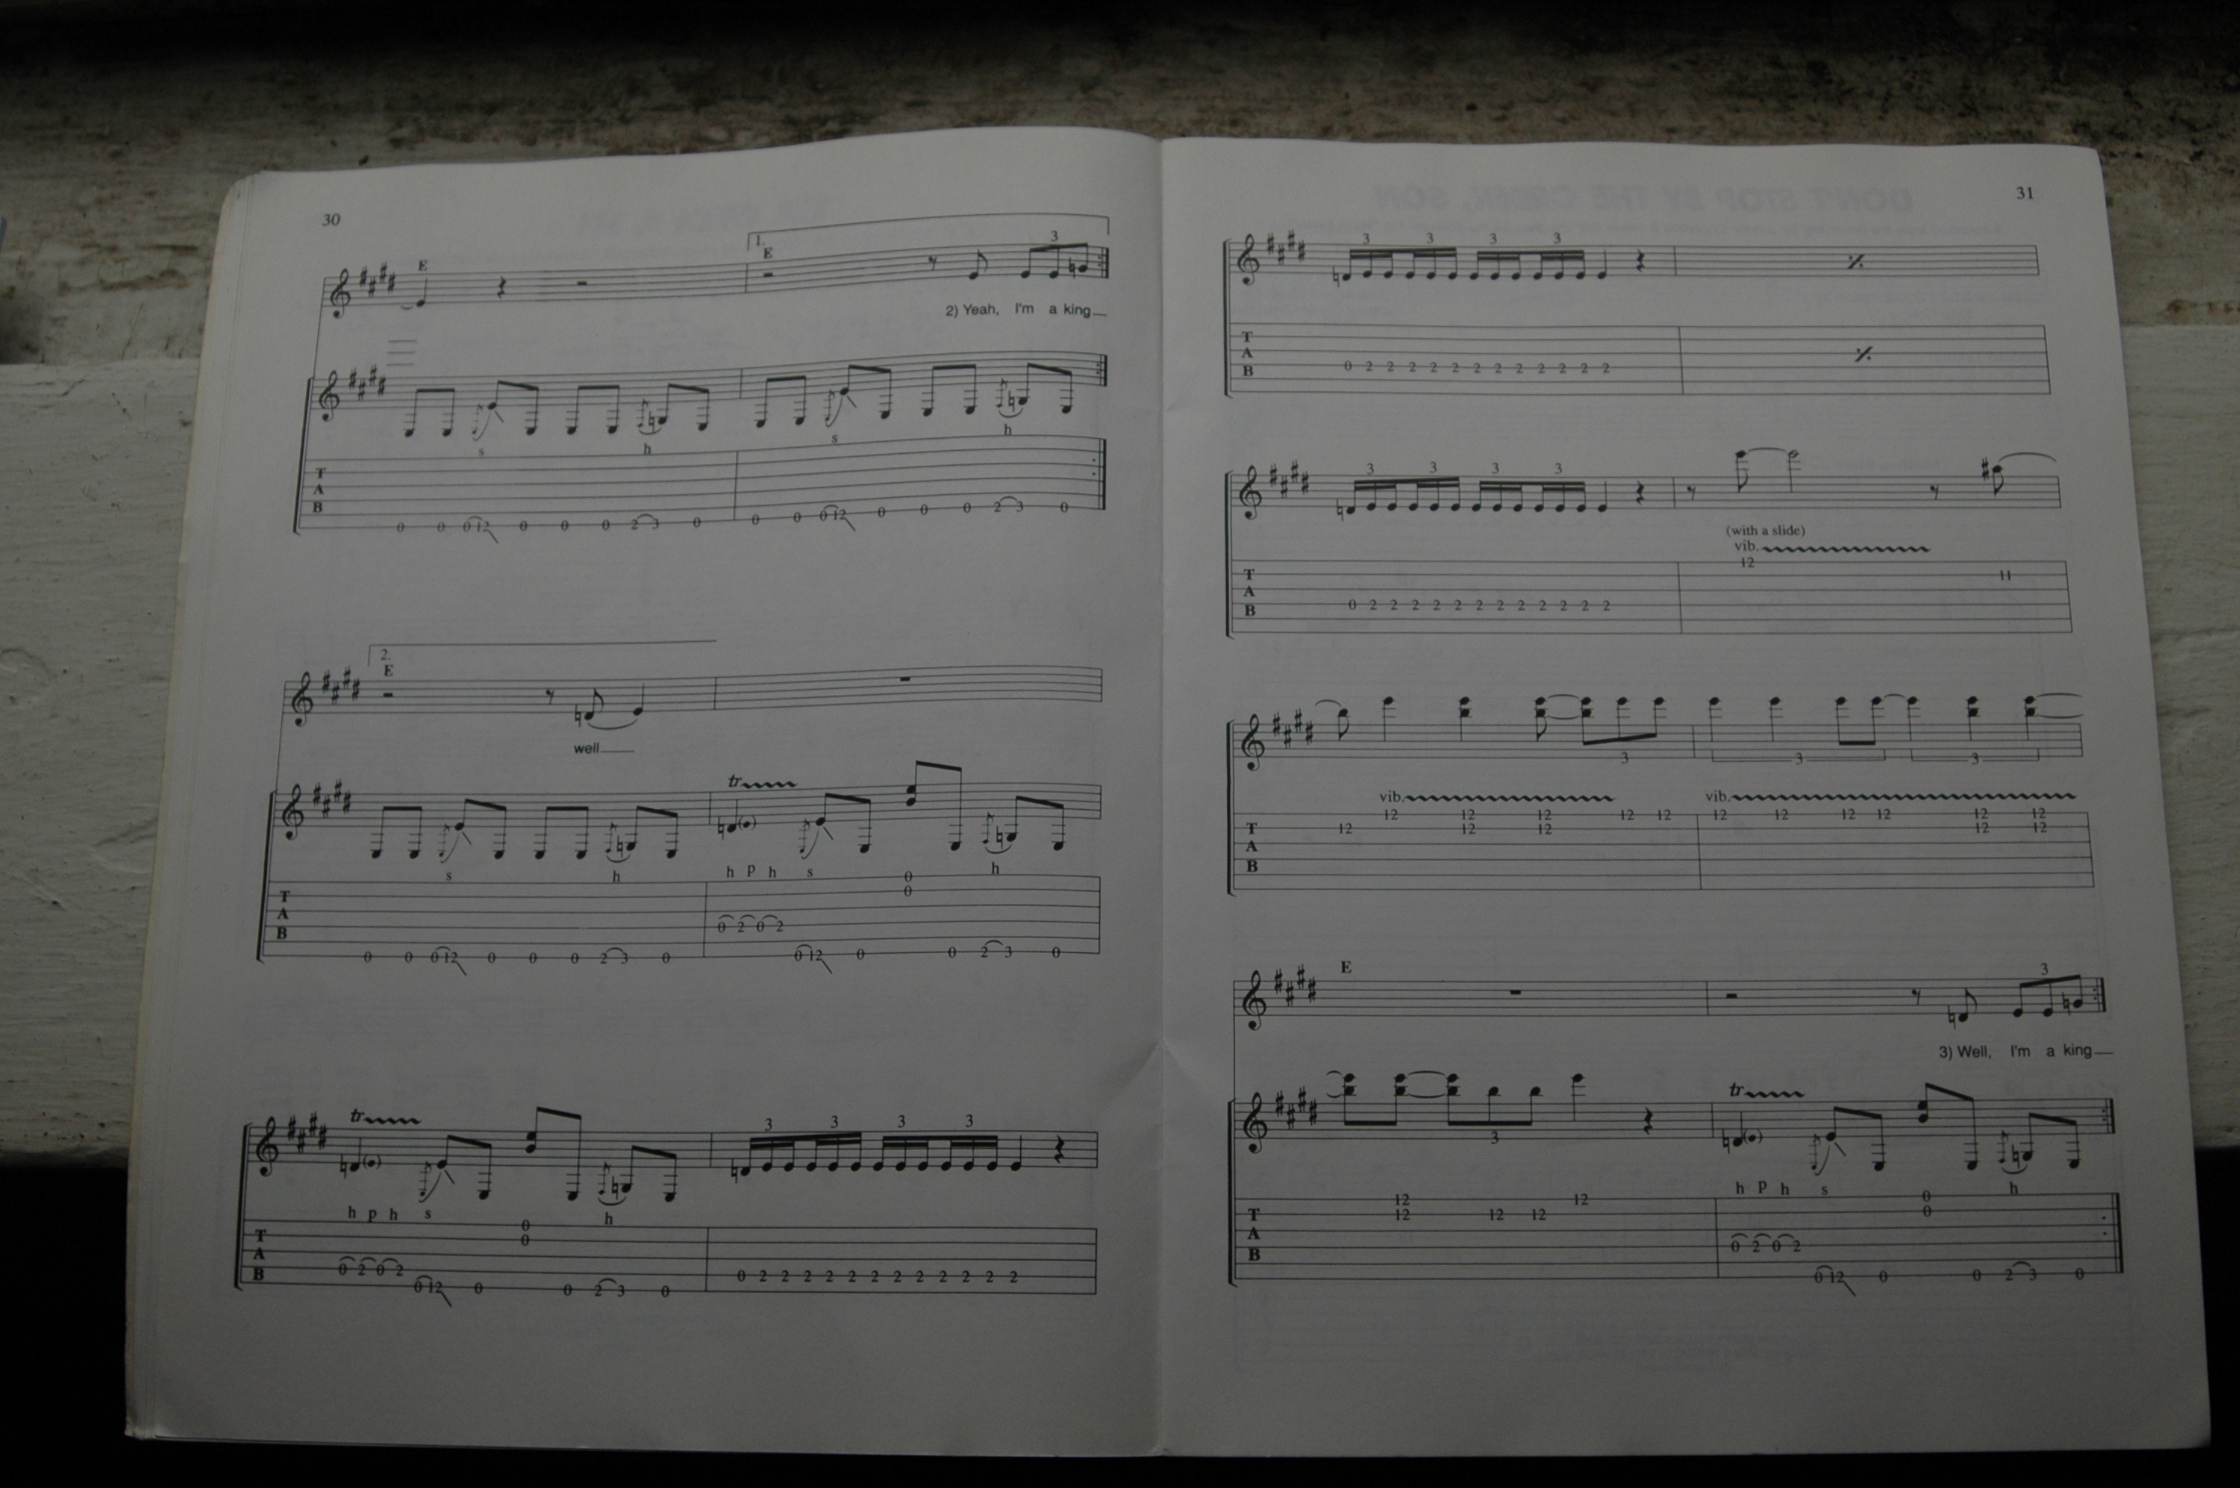 30
1.
E
E
3
2) Yeah, I'm a king
s
h
s
h
T
A
B
0 0 0 12 0 0 0 2 3 0 0 0 0 12 0 0 0 2 3 0
2.
E
well
tr
s
h
h p h s
h
0
0
T
A
B
0 2 0 2
0 0 0 12 0 0 0 2 3 0 0 12 0 0 2 3 0
tr
3 3 3 3
h p h s
h
0
0
T
A
B
0 2 0 2
0 2 2 2 2 2 2 2 2 2 2 2 2
0 12 0 0 2 3 0
31
3 3 3 3
T
A
B
0 2 2 2 2 2 2 2 2 2 2 2 2
3 3 3 3
(with a slide)
vib.
12
11
T
A
B
0 2 2 2 2 2 2 2 2 2 2 2 2
3
3
3
vib.
vib.
12 12 12 12 12 12 12 12 12 12 12
12 12 12 12 12
T
A
B
E
3
3) Well, I'm a king
tr
3
h p h s
h
12 12 0
12 12 12 0
T
A
B
0 2 0 2
0 12 0 0 2 3 0
DON'T STOP BY THE CREEK, SON